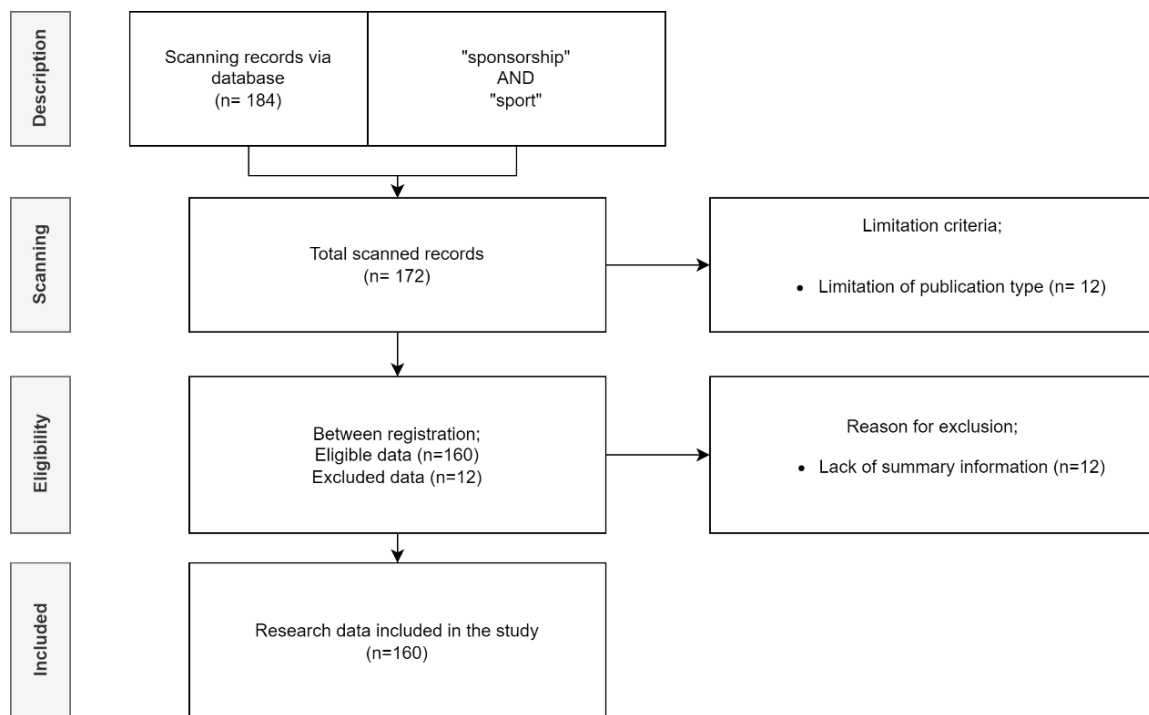 Description
Scanning records via
database
(n= 184)
"sponsorship"
AND
"sport"
Scanning
Total scanned records
(n= 172)
Limitation criteria;
• Limitation of publication type (n= 12)
Eligibility
Between registration;
Eligible data (n=160)
Excluded data (n=12)
Reason for exclusion;
• Lack of summary information (n=12)
Included
Research data included in the study
(n=160)